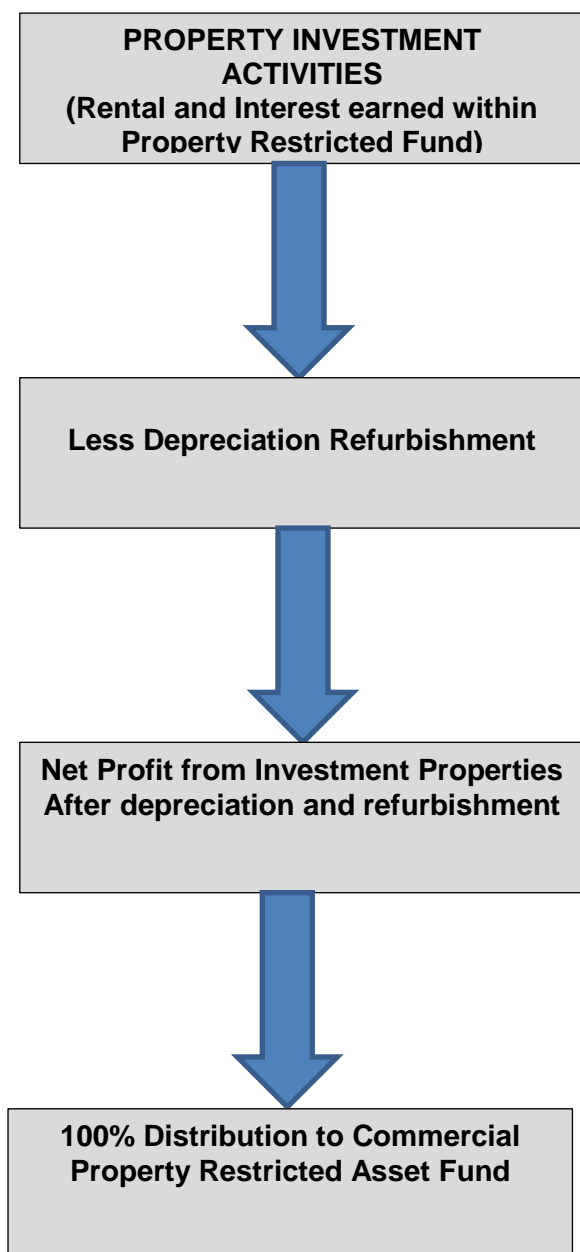 PROPERTY INVESTMENT
ACTIVITIES
(Rental and Interest earned within
Property Restricted Fund)
Less Depreciation Refurbishment
Net Profit from Investment Properties
After depreciation and refurbishment
100% Distribution to Commercial
Property Restricted Asset Fund